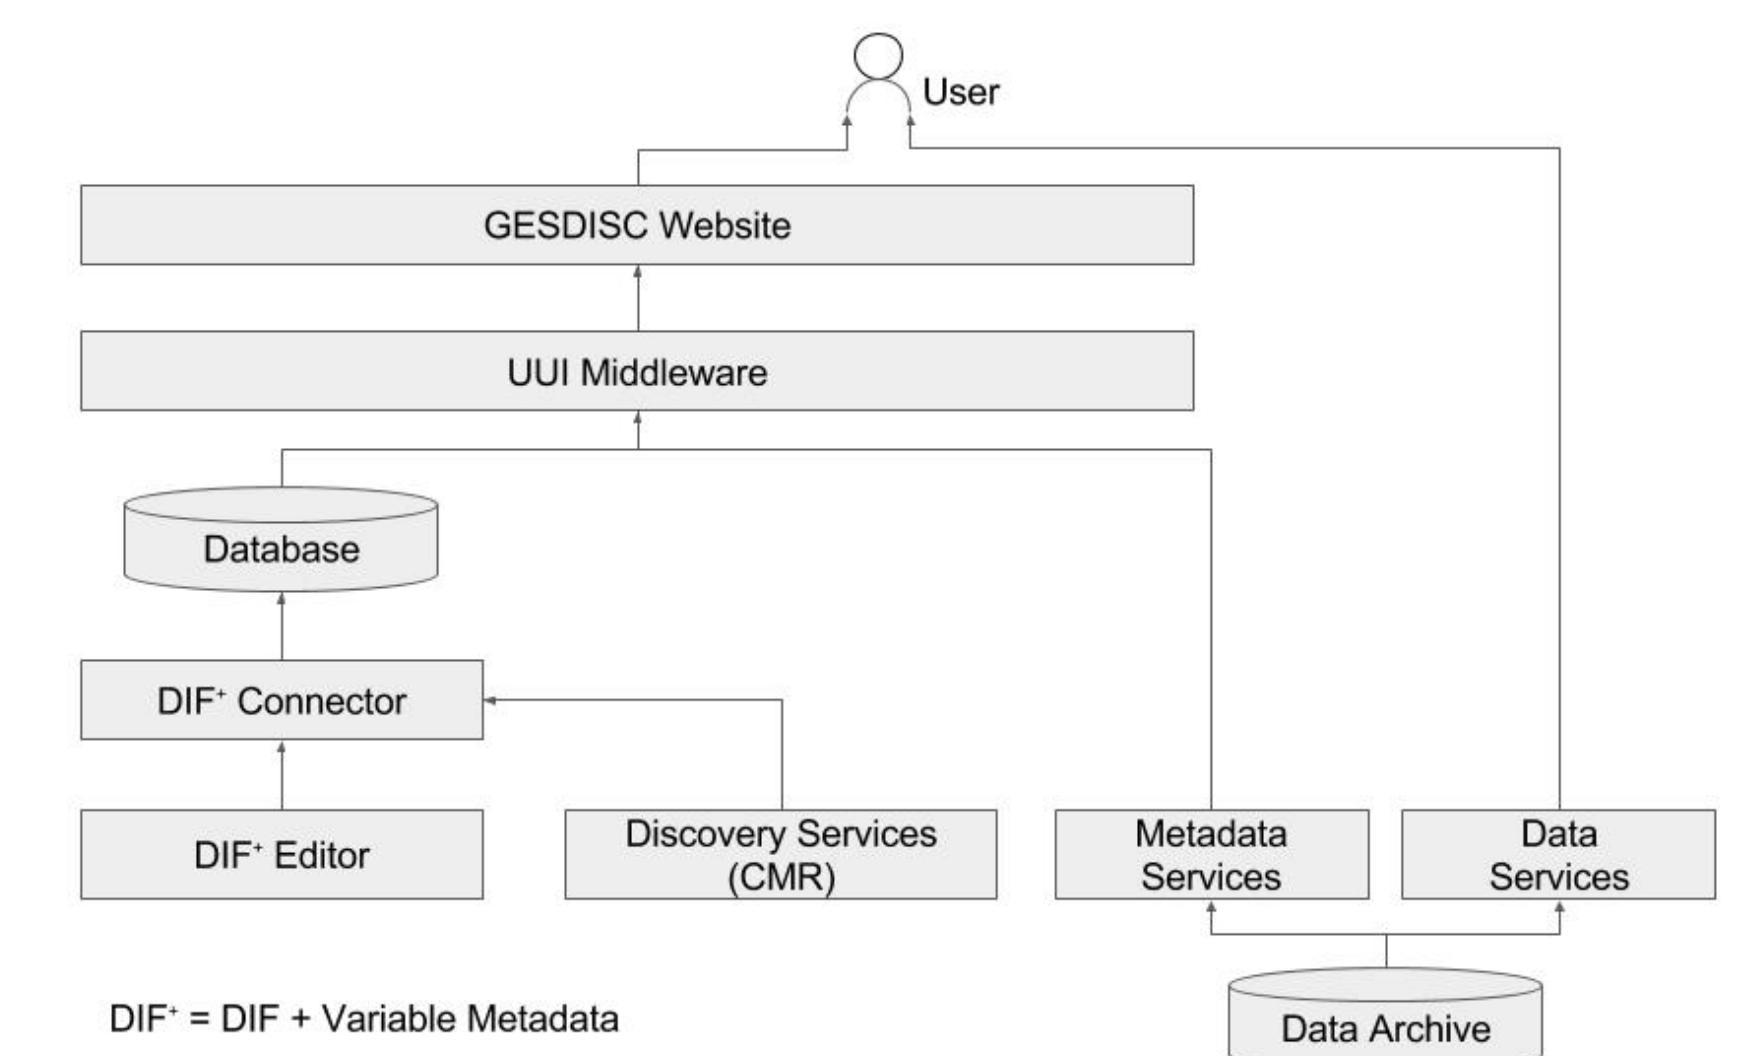 User
GESDISC Website
UUI Middleware
Database
DIF⁺ Connector
DIF⁺ Editor
Discovery Services
(CMR)
Metadata
Services
Data
Services
DIF⁺ = DIF + Variable Metadata
Data Archive